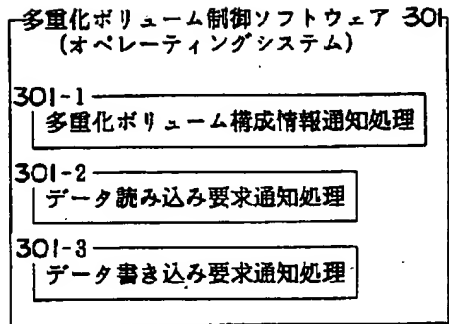 多重化ボリューム制御ソフトウェア 301
(オペレーティングシステム)
301-1
多重化ボリューム構成情報通知処理
301-2
データ読み込み要求通知処理
301-3
データ書き込み要求通知処理